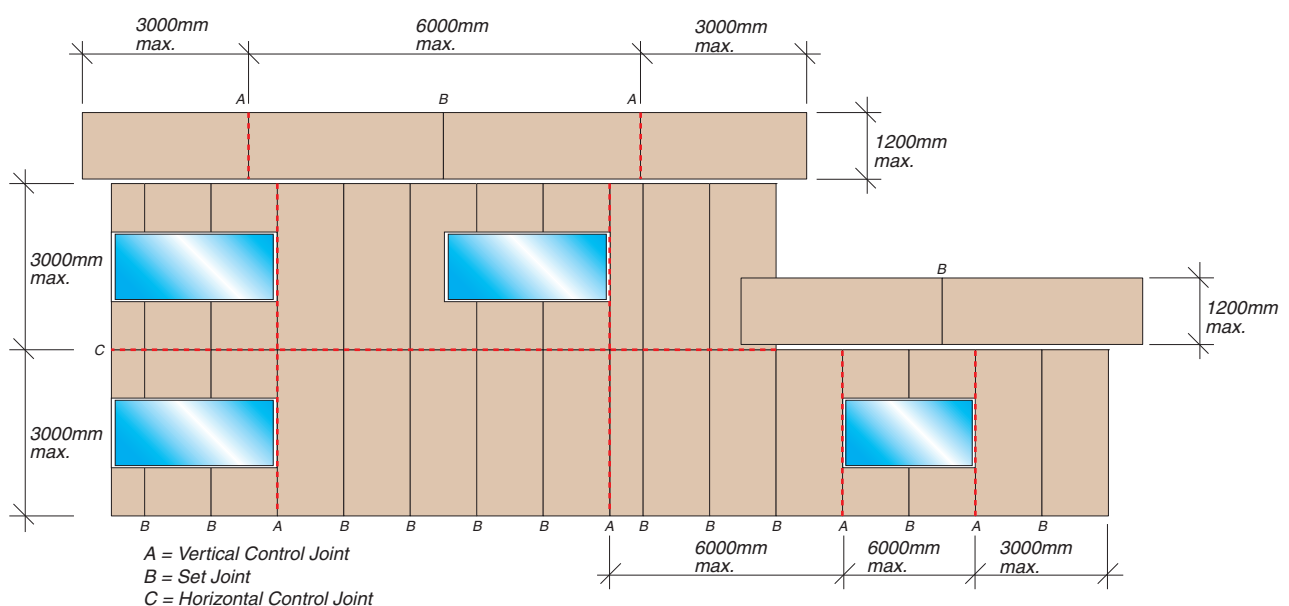 3000mm
max.
6000mm
max.
3000mm
max.
A
B
A
1200mm
max.
3000mm
max.
B
1200mm
max.
C
3000mm
max.
B B A B B B B A B B B A B A B
6000mm
max.
6000mm
max.
3000mm
max.
A = Vertical Control Joint
B = Set Joint
C = Horizontal Control Joint